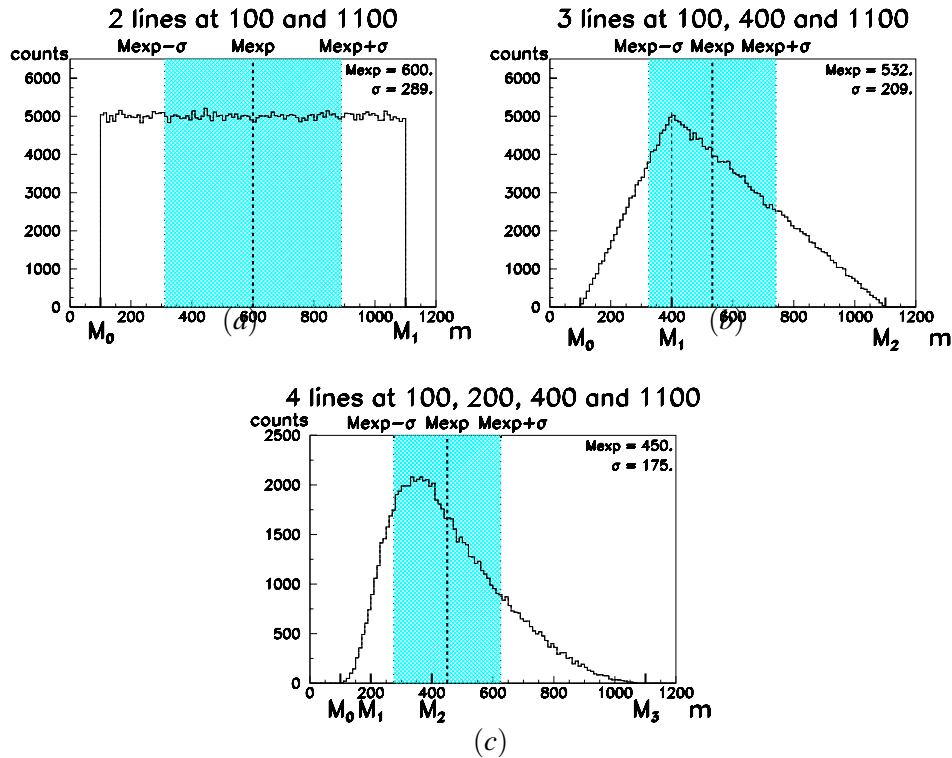 2 lines at 100 and 1100
counts Mexp−σ Mexp Mexp+σ
Mexp = 600.
σ = 289.
6000
5000
4000
3000
2000
1000
0
0 200 400 600 800 1000 1200
M₀ (a) M₁ m
3 lines at 100, 400 and 1100
counts Mexp−σ Mexp Mexp+σ
Mexp = 532.
σ = 209.
6000
5000
4000
3000
2000
1000
0
0 200 400 600 800 1000 1200
M₀ M₁ (b) M₂ m
4 lines at 100, 200, 400 and 1100
counts Mexp−σ Mexp Mexp+σ
2500
Mexp = 450.
σ = 175.
2000
1500
1000
500
0
0 200 400 600 800 1000 1200
M₀ M₁ M₂ M₃ m
(c)